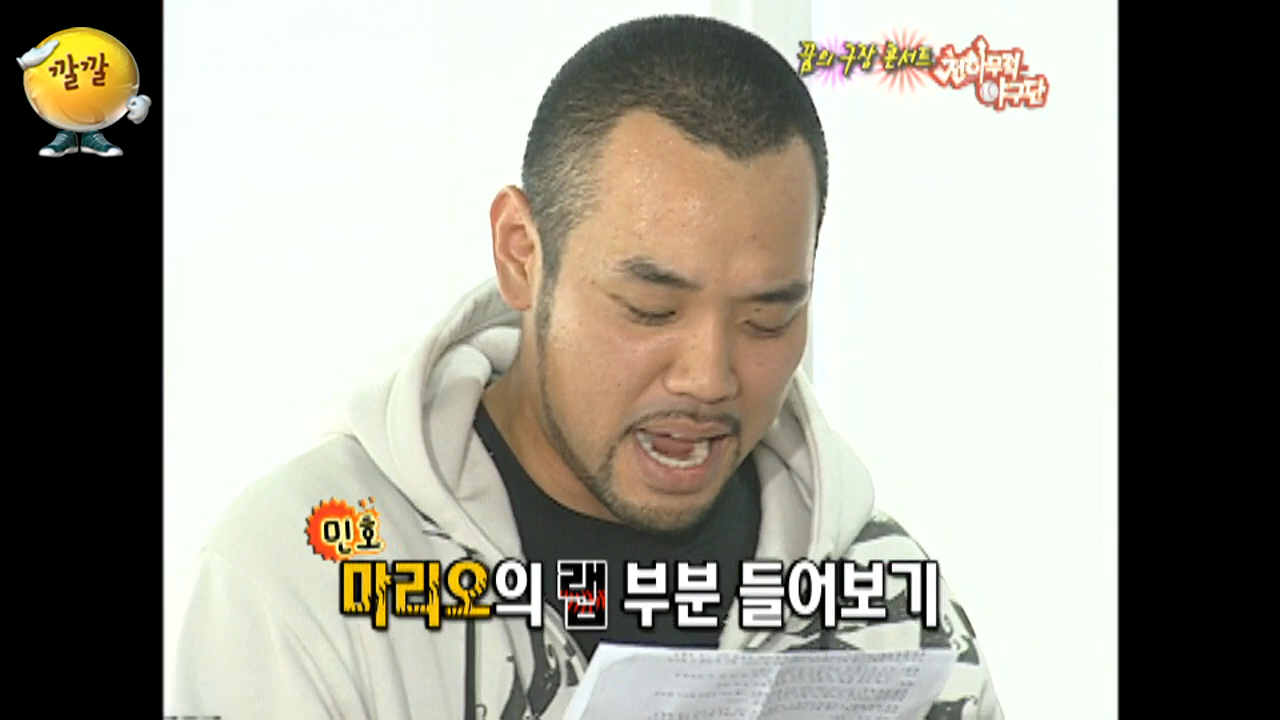 깔깔
꿈의 구장 콘서트
천하무적
야구단
민호
마리오의 랩 부분 들어보기